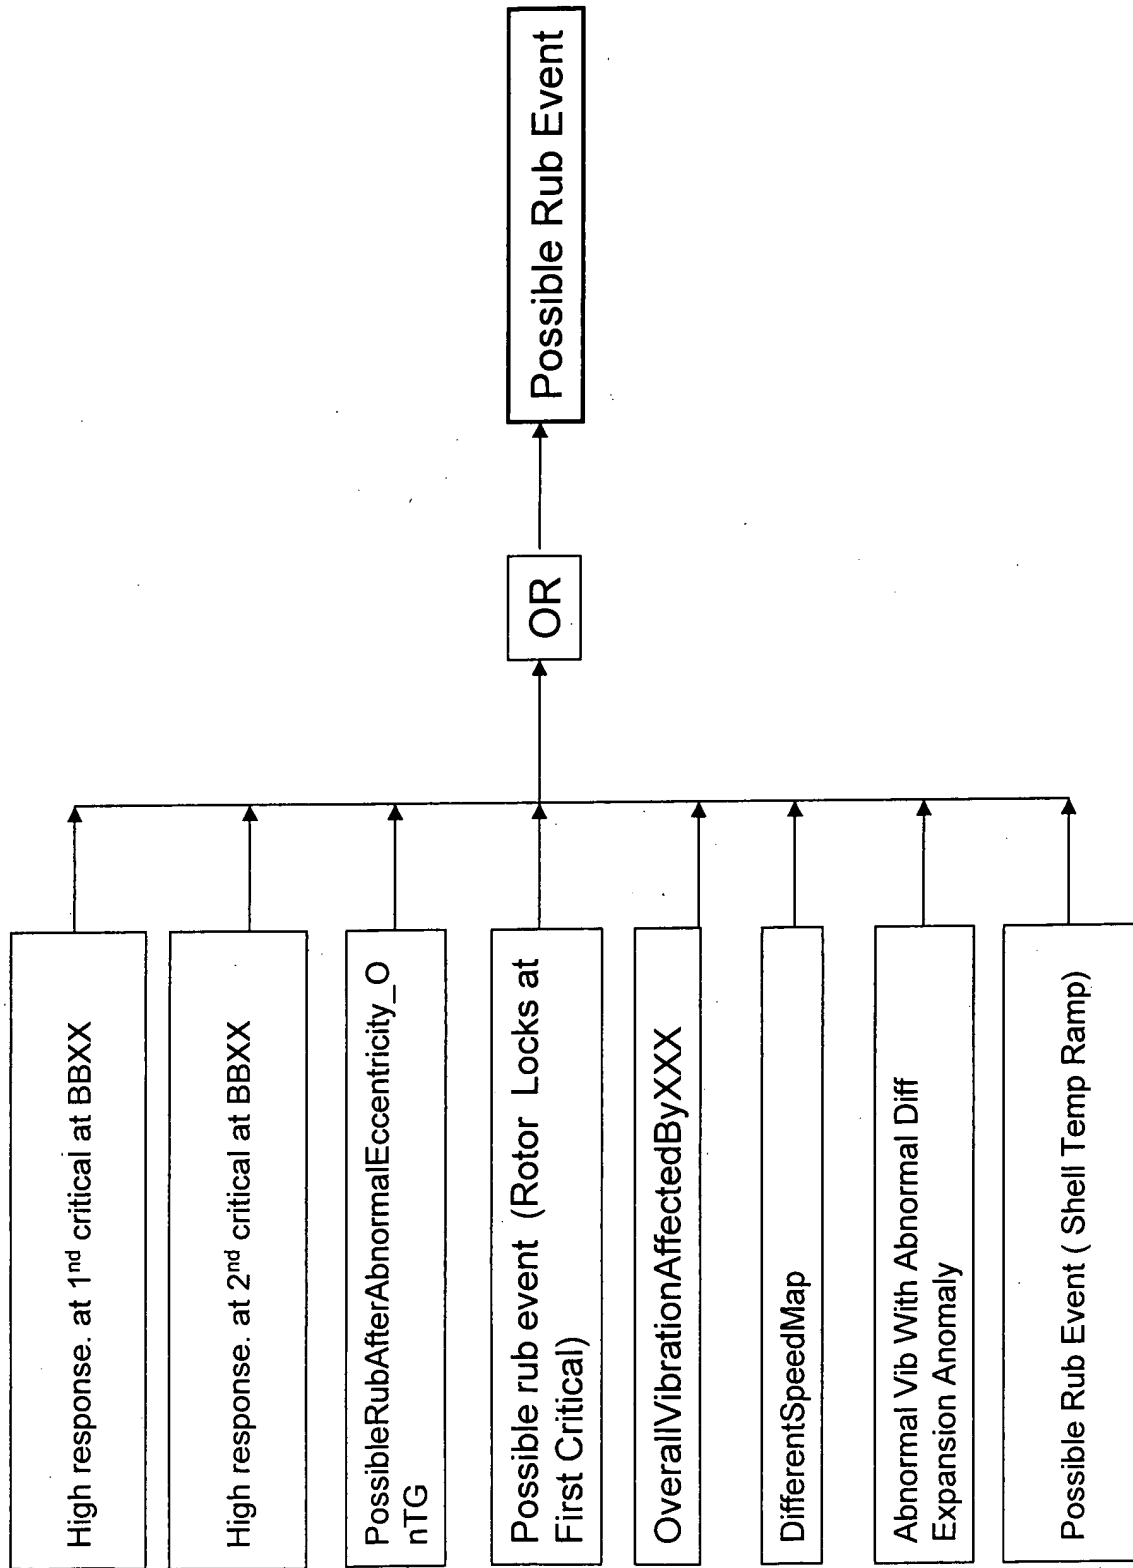 High response. at 1nd critical at BBXX
High response. at 2nd critical at BBXX
PossibleRubAfterAbnormalEccentricity_O
nTG
Possible rub event (Rotor Locks at
First Critical)
OverallVibrationAffectedByXXX
DifferentSpeedMap
Abnormal Vib With Abnormal Diff
Expansion Anomaly
Possible Rub Event ( Shell Temp Ramp)
OR
Possible Rub Event